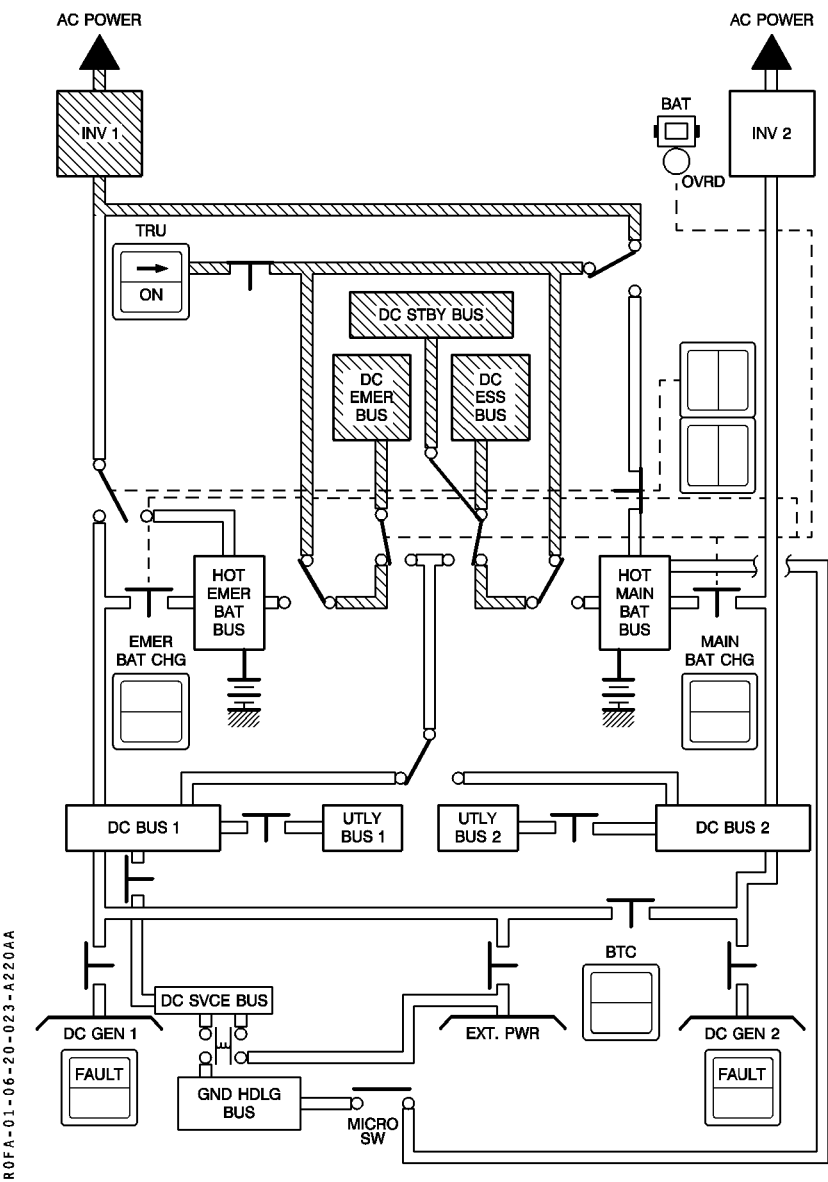 AC POWER
AC POWER
INV 1
BAT
INV 2
OVRD
TRU
ON
DC STBY BUS
DC
EMER
BUS
DC
ESS
BUS
HOT
EMER
BAT
BUS
HOT
MAIN
BAT
BUS
EMER
BAT CHG
MAIN
BAT CHG
DC BUS 1
UTLY
BUS 1
UTLY
BUS 2
DC BUS 2
BTC
DC SVCE BUS
DC GEN 1
EXT. PWR
DC GEN 2
FAULT
FAULT
GND HDLG
BUS
MICRO
SW
R0FA-01-06-20-023-A220AA